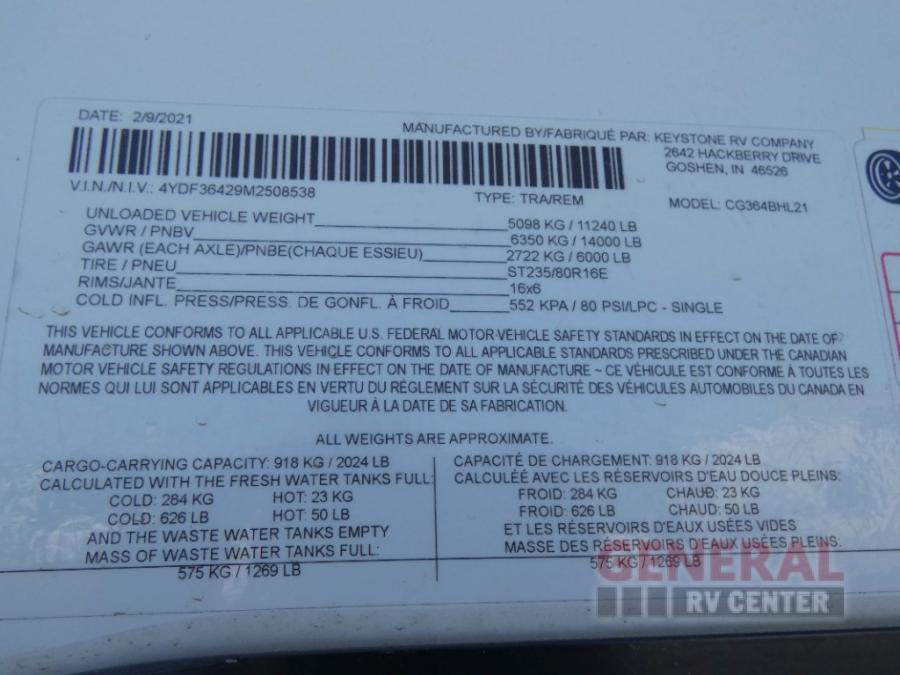 DATE: 2/9/2021
MANUFACTURED BY/FABRIQUÉ PAR: KEYSTONE RV COMPANY
2642 HACKBERRY DRIVE
GOSHEN, IN 46526
V.I.N./N.I.V.: 4YDF36429M2508538 TYPE: TRA/REM MODEL: CG364BHL21
UNLOADED VEHICLE WEIGHT 5098 KG / 11240 LB
GVWR / PNBV 6350 KG / 14000 LB
GAWR (EACH AXLE)/PNBE(CHAQUE ESSIEU) 2722 KG / 6000 LB
TIRE / PNEU ST235/80R16E
RIMS/JANTE 16x6
COLD INFL. PRESS/PRESS. DE GONFL. À FROID 552 KPA / 80 PSI/LPC - SINGLE
THIS VEHICLE CONFORMS TO ALL APPLICABLE U.S. FEDERAL MOTOR-VEHICLE SAFETY STANDARDS IN EFFECT ON THE DATE OF
MANUFACTURE SHOWN ABOVE. THIS VEHICLE CONFORMS TO ALL APPLICABLE STANDARDS PRESCRIBED UNDER THE CANADIAN
MOTOR VEHICLE SAFETY REGULATIONS IN EFFECT ON THE DATE OF MANUFACTURE ~ CE VÉHICULE EST CONFORME À TOUTES LES
NORMES QUI LUI SONT APPLICABLES EN VERTU DU RÉGLEMENT SUR LA SÉCURITÉ DES VÉHICULES AUTOMOBILES DU CANADA EN
VIGUEUR À LA DATE DE SA FABRICATION.
ALL WEIGHTS ARE APPROXIMATE.
CARGO-CARRYING CAPACITY: 918 KG / 2024 LB
CALCULATED WITH THE FRESH WATER TANKS FULL:
COLD: 284 KG HOT: 23 KG
COLD: 626 LB HOT: 50 LB
AND THE WASTE WATER TANKS EMPTY
MASS OF WASTE WATER TANKS FULL:
575 KG / 1269 LB
CAPACITÉ DE CHARGEMENT: 918 KG / 2024 LB
CALCULÉE AVEC LES RÉSERVOIRS D'EAU DOUCE PLEINS:
FROID: 284 KG CHAUD: 23 KG
FROID: 626 LB CHAUD: 50 LB
ET LES RÉSERVOIRS D'EAUX USÉES VIDES
MASSE DES RÉSERVOIRS D'EAUX USÉES PLEINS:
575 KG / 1269 LB
GENERAL
RV CENTER